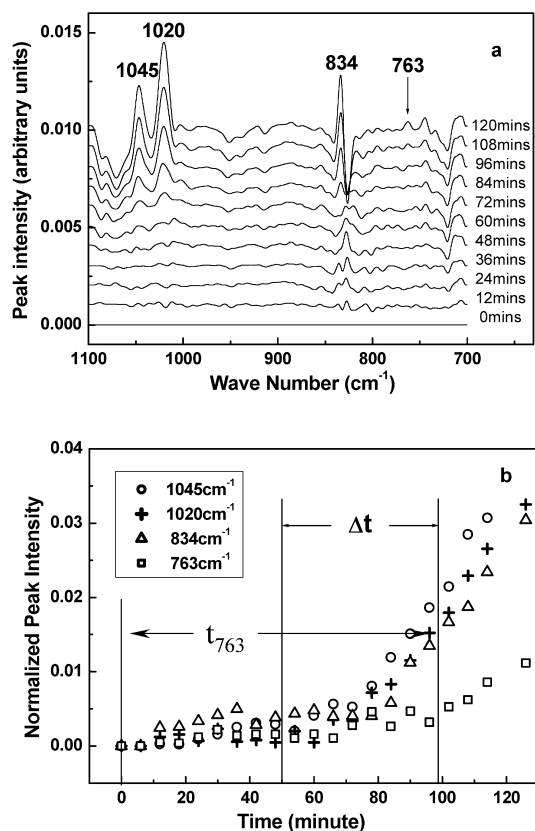 a
1045
1020
834
763
Peak intensity (arbitrary units)
0.015
0.010
0.005
0.000
120mins
108mins
96mins
84mins
72mins
60mins
48mins
36mins
24mins
12mins
0mins
1100
1000
900
800
700
Wave Number (cm⁻¹)
b
Normalized Peak Intensity
0.04
0.03
0.02
0.01
0.00
1045cm⁻¹
1020cm⁻¹
834cm⁻¹
763cm⁻¹
Δt
t₇₆₃
0
20
40
60
80
100
120
Time (minute)